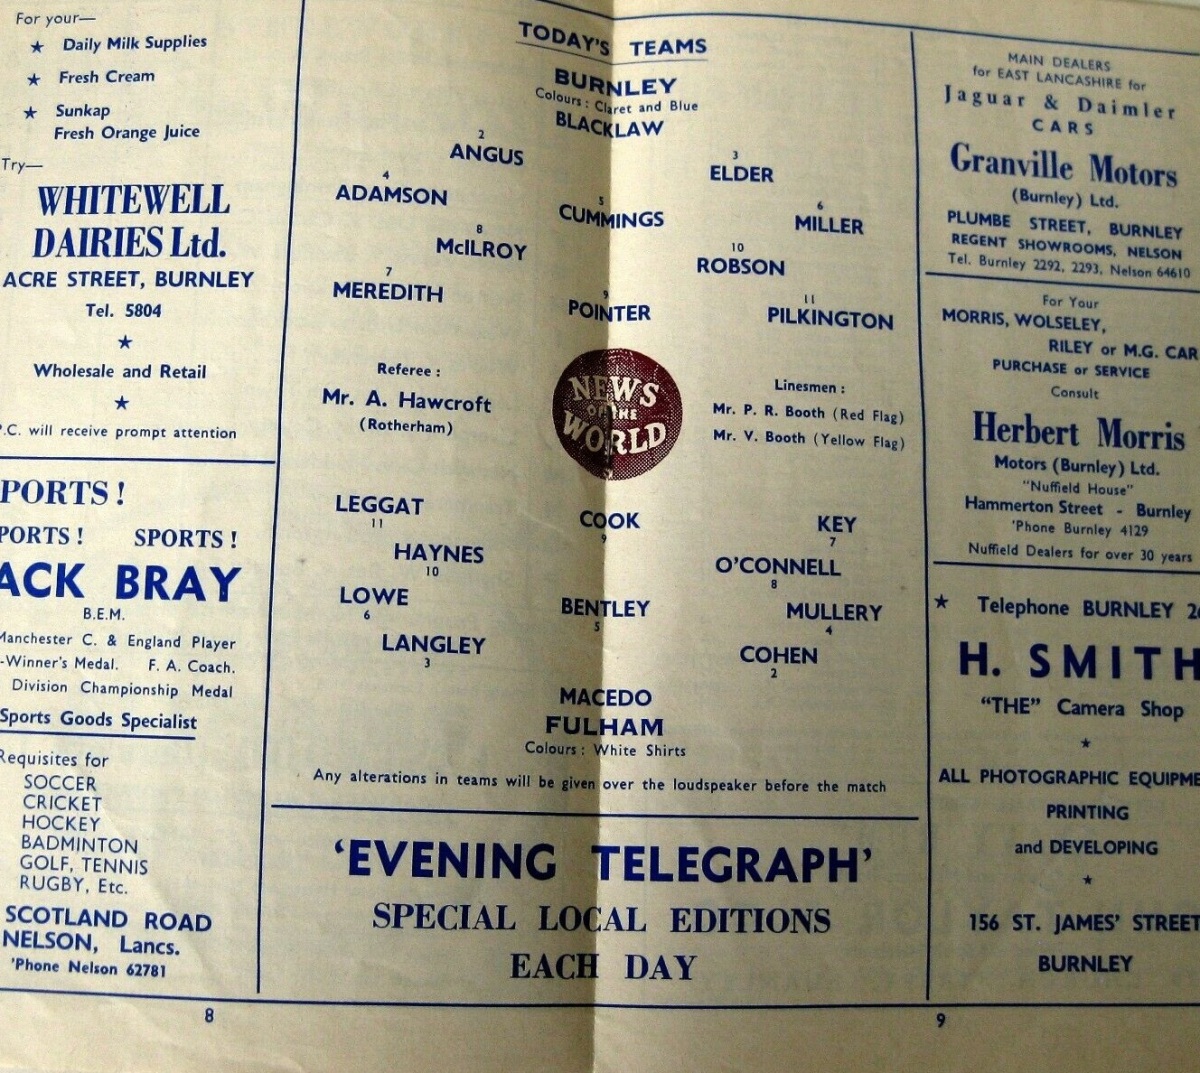 For your—
★ Daily Milk Supplies
★ Fresh Cream
★ Sunkap
Fresh Orange Juice
Try—
WHITEWELL
DAIRIES Ltd.
ACRE STREET, BURNLEY
Tel. 5804
★
Wholesale and Retail
★
P.C. will receive prompt attention
PORTS!
PORTS! SPORTS!
ACK BRAY
B.E.M.
Manchester C. & England Player
-Winner's Medal. F. A. Coach.
Division Championship Medal
Sports Goods Specialist
Requisites for
SOCCER
CRICKET
HOCKEY
BADMINTON
GOLF, TENNIS
RUGBY, Etc.
SCOTLAND ROAD
NELSON, Lancs.
'Phone Nelson 62781
8
TODAY'S TEAMS
BURNLEY
Colours: Claret and Blue
BLACKLAW
2
ANGUS
3
ELDER
4
ADAMSON
5
CUMMINGS
6
MILLER
8
McILROY
10
ROBSON
7
MEREDITH
9
POINTER
11
PILKINGTON
Referee:
Mr. A. Hawcroft
(Rotherham)
NEWS
OF THE
WORLD
Linesmen:
Mr. P. R. Booth (Red Flag)
Mr. V. Booth (Yellow Flag)
LEGGAT
11
COOK
9
KEY
7
HAYNES
10
O'CONNELL
8
LOWE
6
BENTLEY
5
MULLERY
4
LANGLEY
3
COHEN
2
MACEDO
FULHAM
Colours: White Shirts
Any alterations in teams will be given over the loudspeaker before the match
'EVENING TELEGRAPH'
SPECIAL LOCAL EDITIONS
EACH DAY
MAIN DEALERS
for EAST LANCASHIRE for
Jaguar & Daimler
CARS
Granville Motors
(Burnley) Ltd.
PLUMBE STREET, BURNLEY
REGENT SHOWROOMS, NELSON
Tel. Burnley 2292, 2293, Nelson 64610
For Your
MORRIS, WOLSELEY,
RILEY or M.G. CAR
PURCHASE or SERVICE
Consult
Herbert Morris
Motors (Burnley) Ltd.
"Nuffield House"
Hammerton Street - Burnley
'Phone Burnley 4129
Nuffield Dealers for over 30 years
★ Telephone BURNLEY 2
H. SMITH
"THE" Camera Shop
★
ALL PHOTOGRAPHIC EQUIPME
PRINTING
and DEVELOPING
★
156 ST. JAMES' STREET
BURNLEY
9